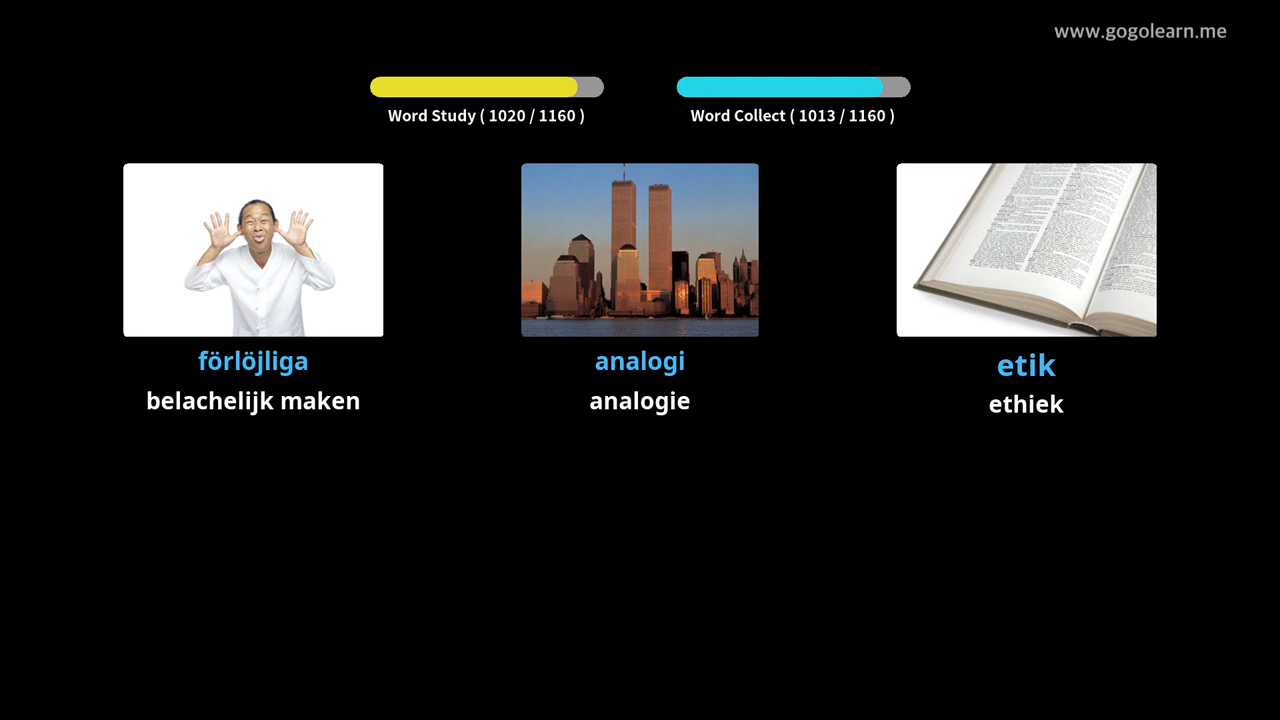 www.gogolearn.me
Word Study ( 1020 / 1160 )
Word Collect ( 1013 / 1160 )
förlöjliga
belachelijk maken
analogi
analogie
etik
ethiek